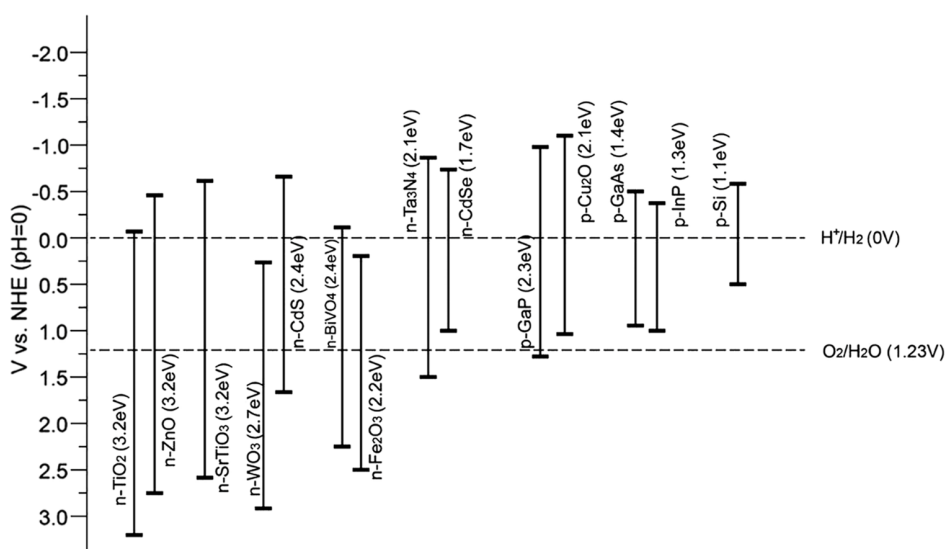 V vs. NHE (pH=0)
-2.0
-1.5
-1.0
-0.5
0.0
0.5
1.0
1.5
2.0
2.5
3.0
n-TiO2 (3.2eV)
n-ZnO (3.2eV)
n-SrTiO3 (3.2eV)
n-WO3 (2.7eV)
n-CdS (2.4eV)
n-BiVO4 (2.4eV)
n-Fe2O3 (2.2eV)
n-Ta3N4 (2.1eV)
n-CdSe (1.7eV)
p-GaP (2.3eV)
p-Cu2O (2.1eV)
p-GaAs (1.4eV)
p-InP (1.3eV)
p-Si (1.1eV)
H+/H2 (0V)
O2/H2O (1.23V)